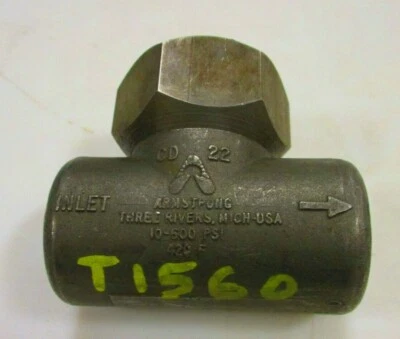 CD 22
INLET
ARMSTRONG
THREE RIVERS, MICH-USA
10-600 PSI
T1560